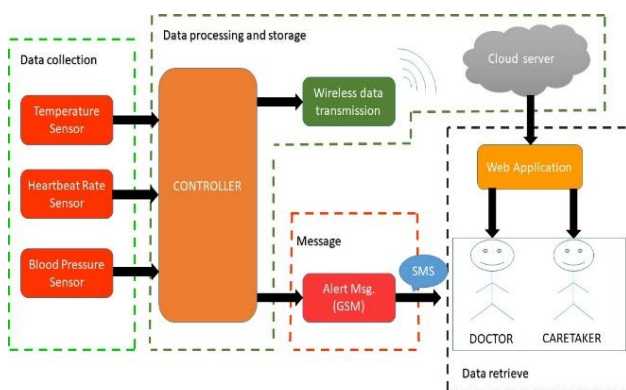 Data processing and storage
Data collection
Cloud server
Wireless data
transmission
Temperature
Sensor
Web Application
CONTROLLER
Heartbeat Rate
Sensor
Message
Blood Pressure
Sensor
SMS
Alert Msg.
(GSM)
DOCTOR
CARETAKER
Data retrieve